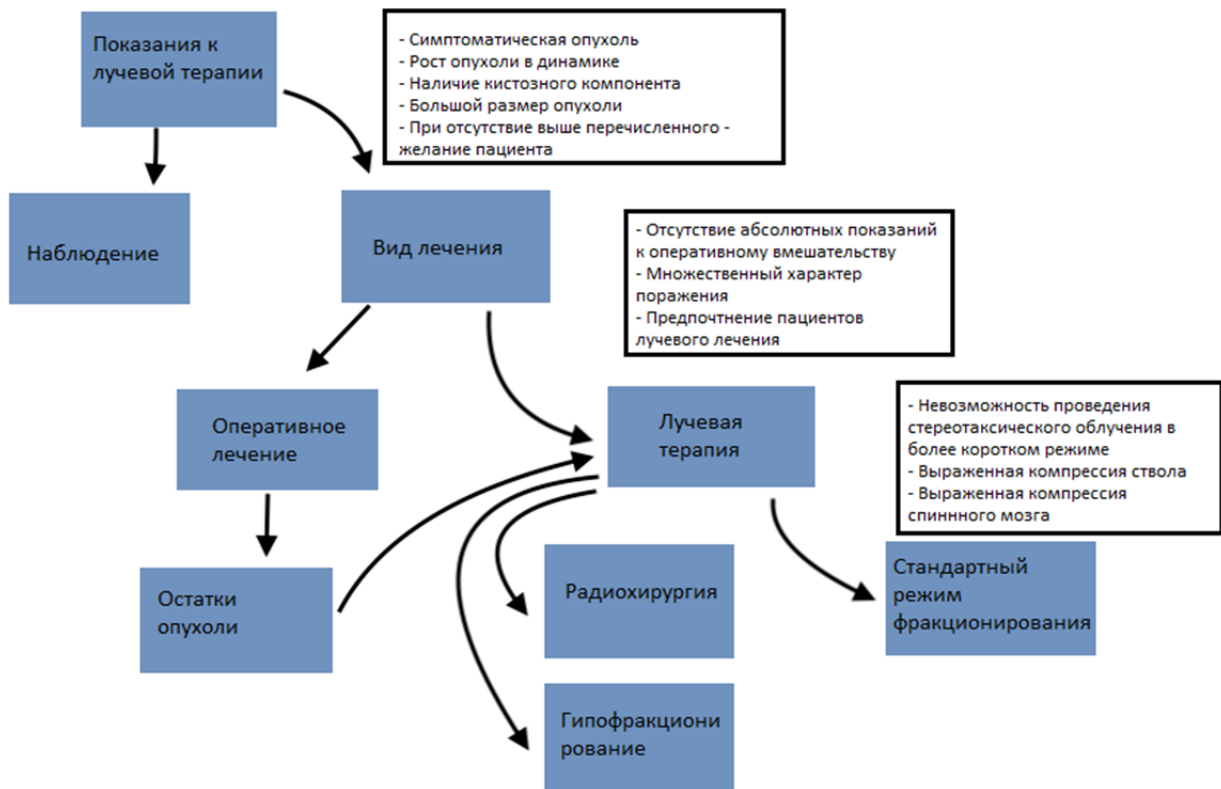 Показания к
лучевой терапии
- Симптоматическая опухоль
- Рост опухоли в динамике
- Наличие кистозного компонента
- Большой размер опухоли
- При отсутствие выше перечисленного -
желание пациента
Наблюдение
Вид лечения
- Отсутствие абсолютных показаний
к оперативному вмешательству
- Множественный характер
поражения
- Предпочтнение пациентов
лучевого лечения
Оперативное
лечение
Лучевая
терапия
- Невозможность проведения
стереотаксического облучения в
более коротком режиме
- Выраженная компрессия ствола
- Выраженная компрессия
спиннного мозга
Остатки
опухоли
Радиохирургия
Стандартный
режим
фракционирования
Гипофракциони
рование